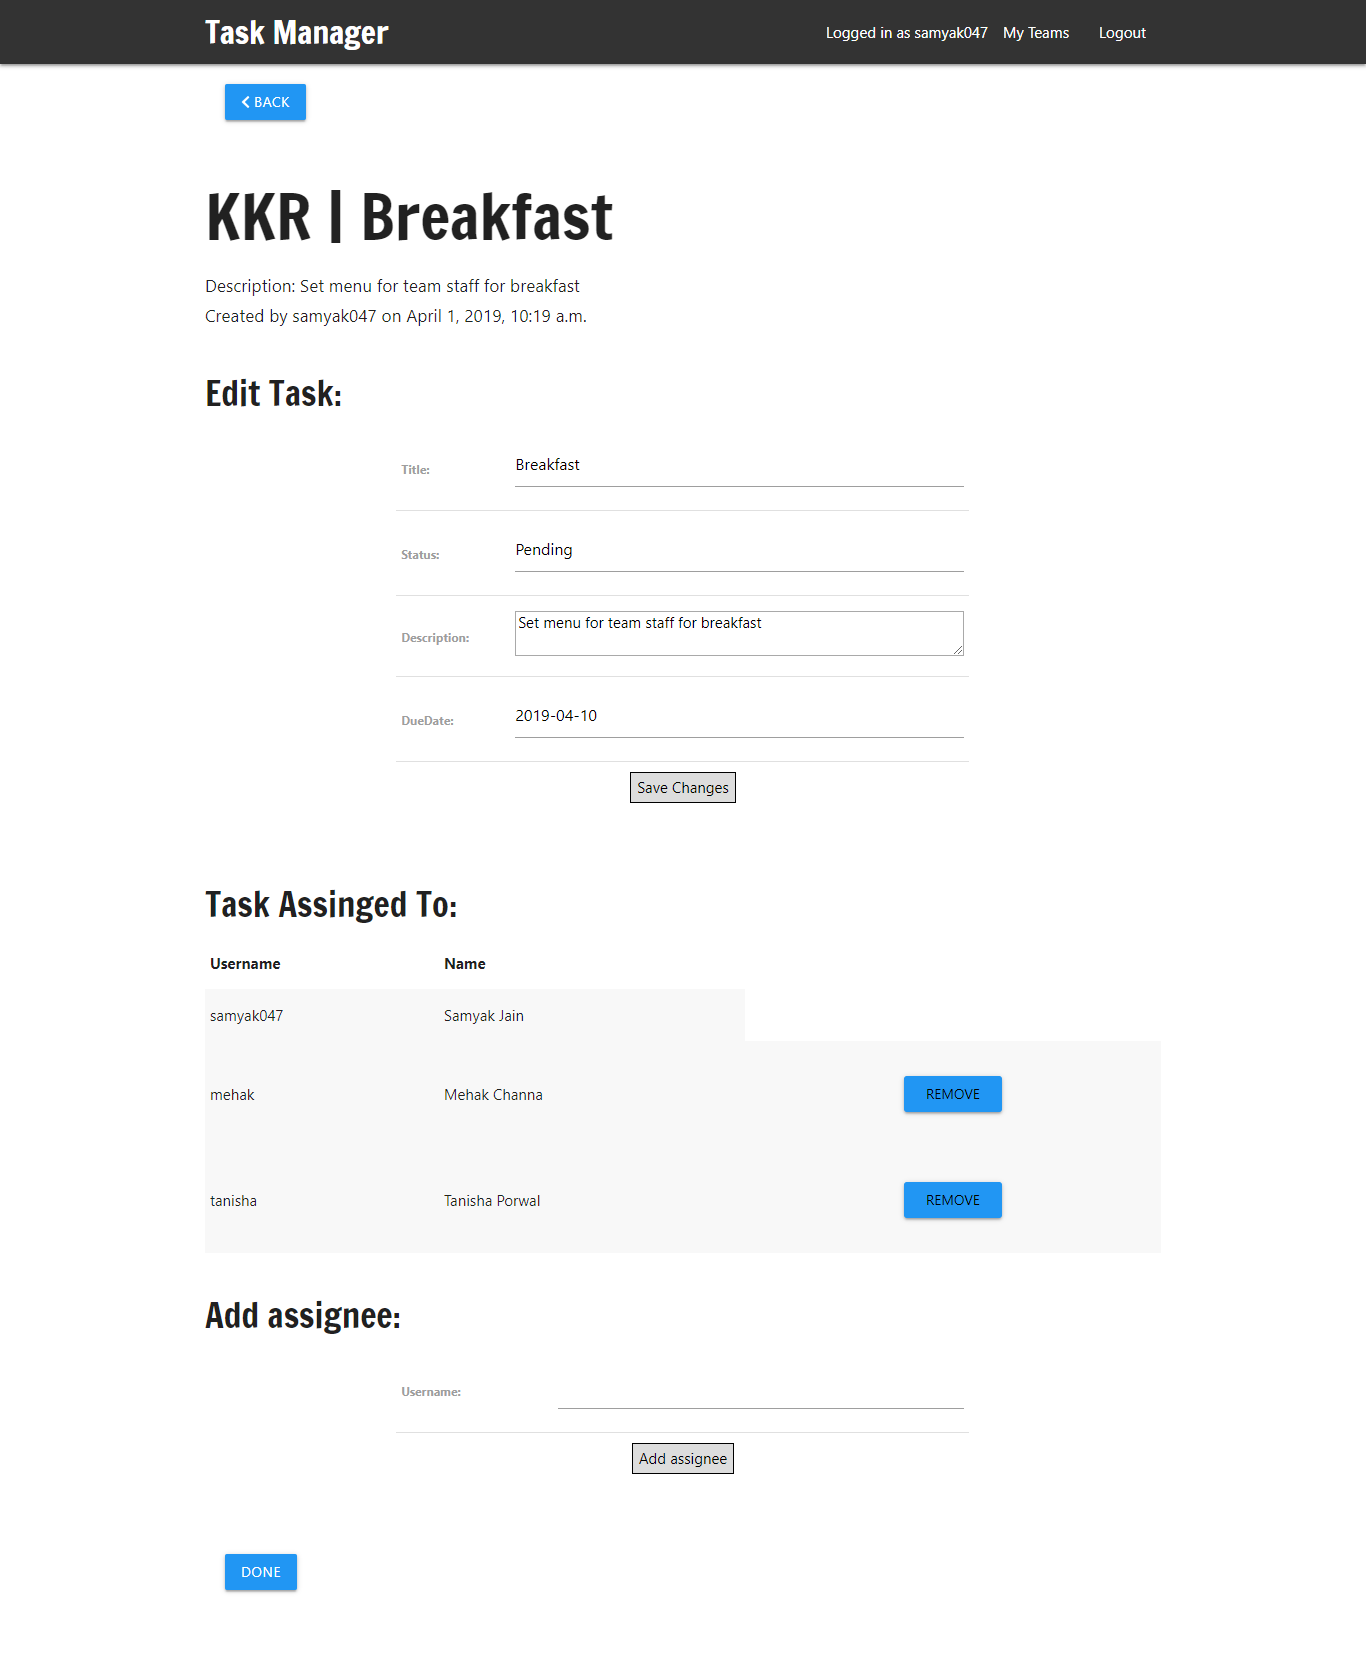 Task Manager
Logged in as samyak047 My Teams Logout
BACK
KKR | Breakfast
Description: Set menu for team staff for breakfast
Created by samyak047 on April 1, 2019, 10:19 a.m.
Edit Task:
Title: Breakfast
Status: Pending
Description: Set menu for team staff for breakfast
DueDate: 2019-04-10
Save Changes
Task Assinged To:
Username Name
samyak047 Samyak Jain
mehak Mehak Channa REMOVE
tanisha Tanisha Porwal REMOVE
Add assignee:
Username:
Add assignee
DONE